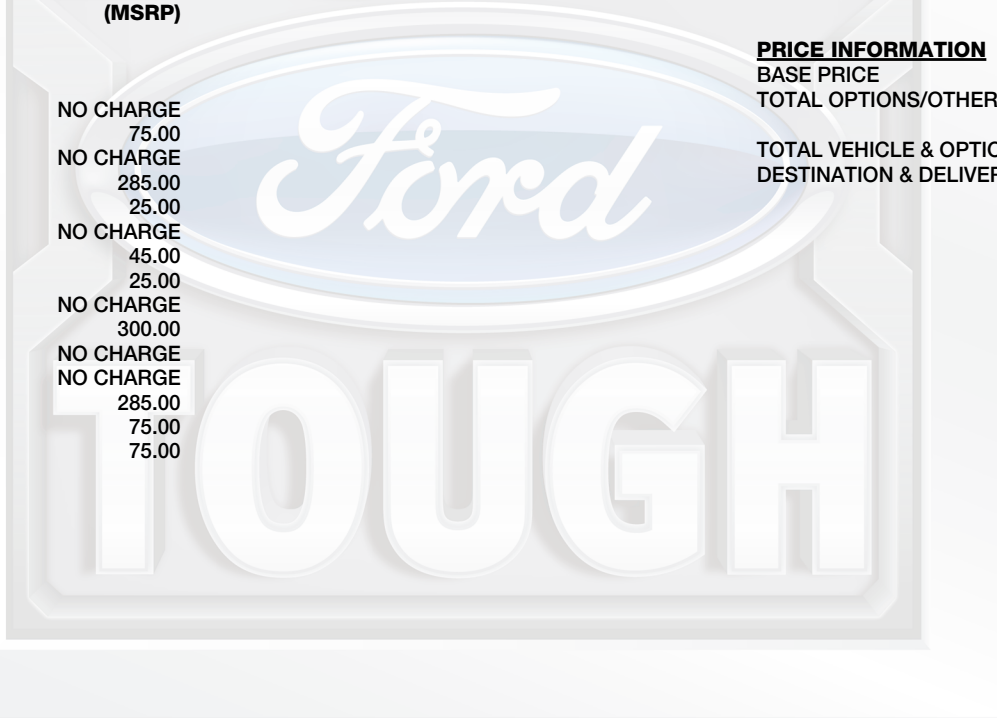 (MSRP)
NO CHARGE
75.00
NO CHARGE
285.00
25.00
NO CHARGE
45.00
25.00
NO CHARGE
300.00
NO CHARGE
NO CHARGE
285.00
75.00
75.00
PRICE INFORMATION
BASE PRICE
TOTAL OPTIONS/OTHER
TOTAL VEHICLE & OPTIO
DESTINATION & DELIVER
Ford
TOUGH